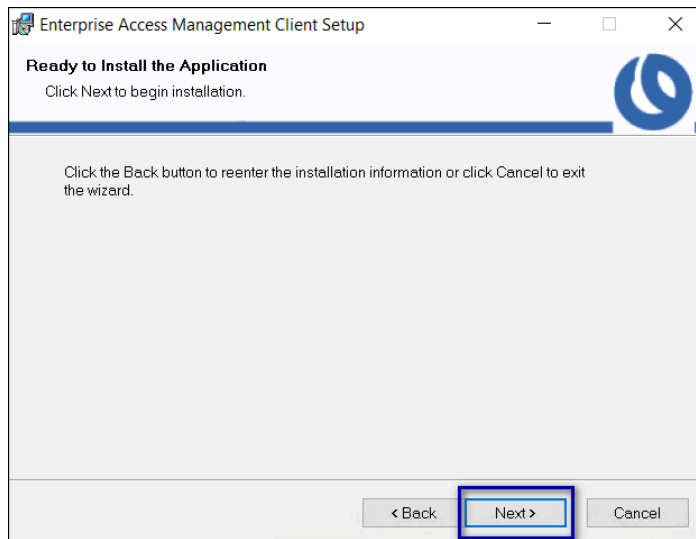 Enterprise Access Management Client Setup
Ready to Install the Application
Click Next to begin installation.
Click the Back button to reenter the installation information or click Cancel to exit
the wizard.
< Back Next > Cancel